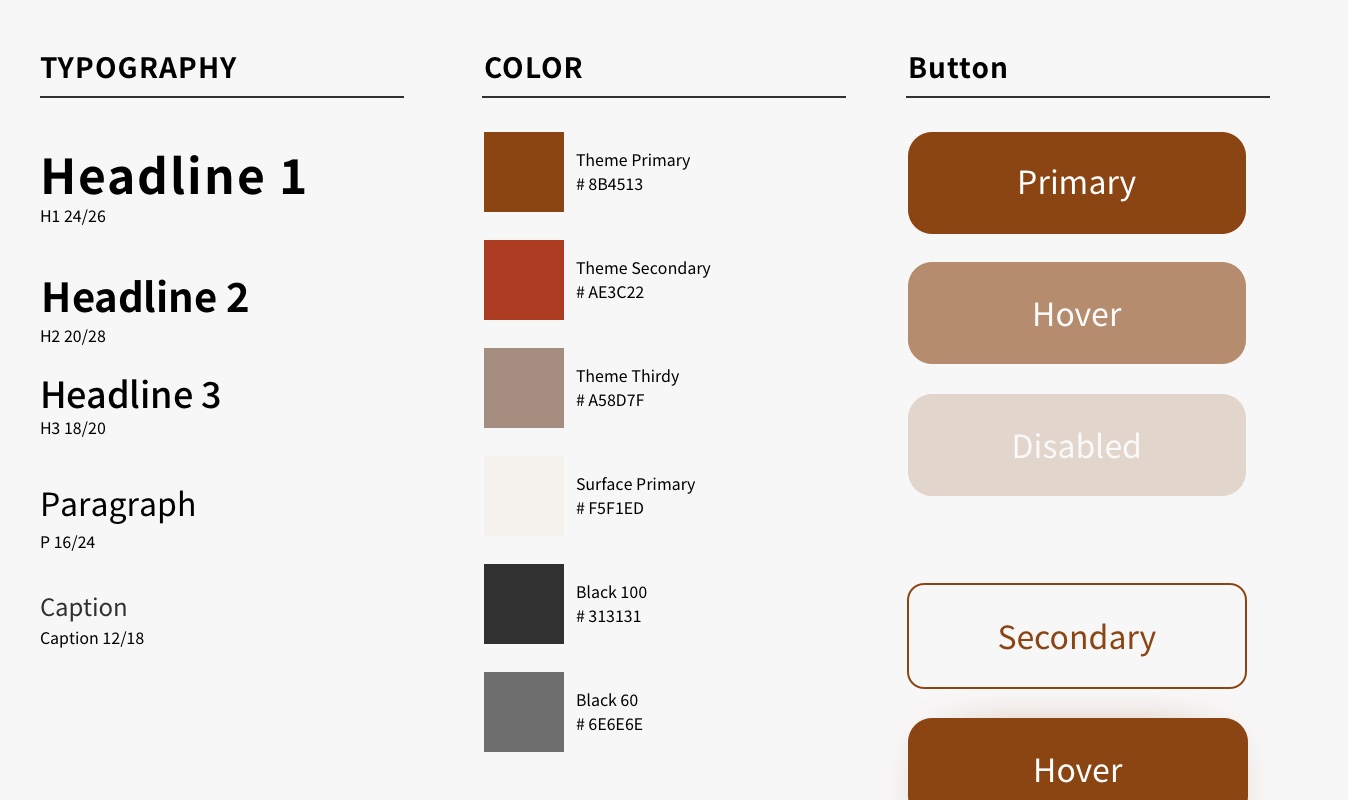 TYPOGRAPHY
Headline 1
H1 24/26
Headline 2
H2 20/28
Headline 3
H3 18/20
Paragraph
P 16/24
Caption
Caption 12/18
COLOR
Theme Primary
# 8B4513
Theme Secondary
# AE3C22
Theme Thirdy
# A58D7F
Surface Primary
# F5F1ED
Black 100
# 313131
Black 60
# 6E6E6E
Button
Primary
Hover
Disabled
Secondary
Hover